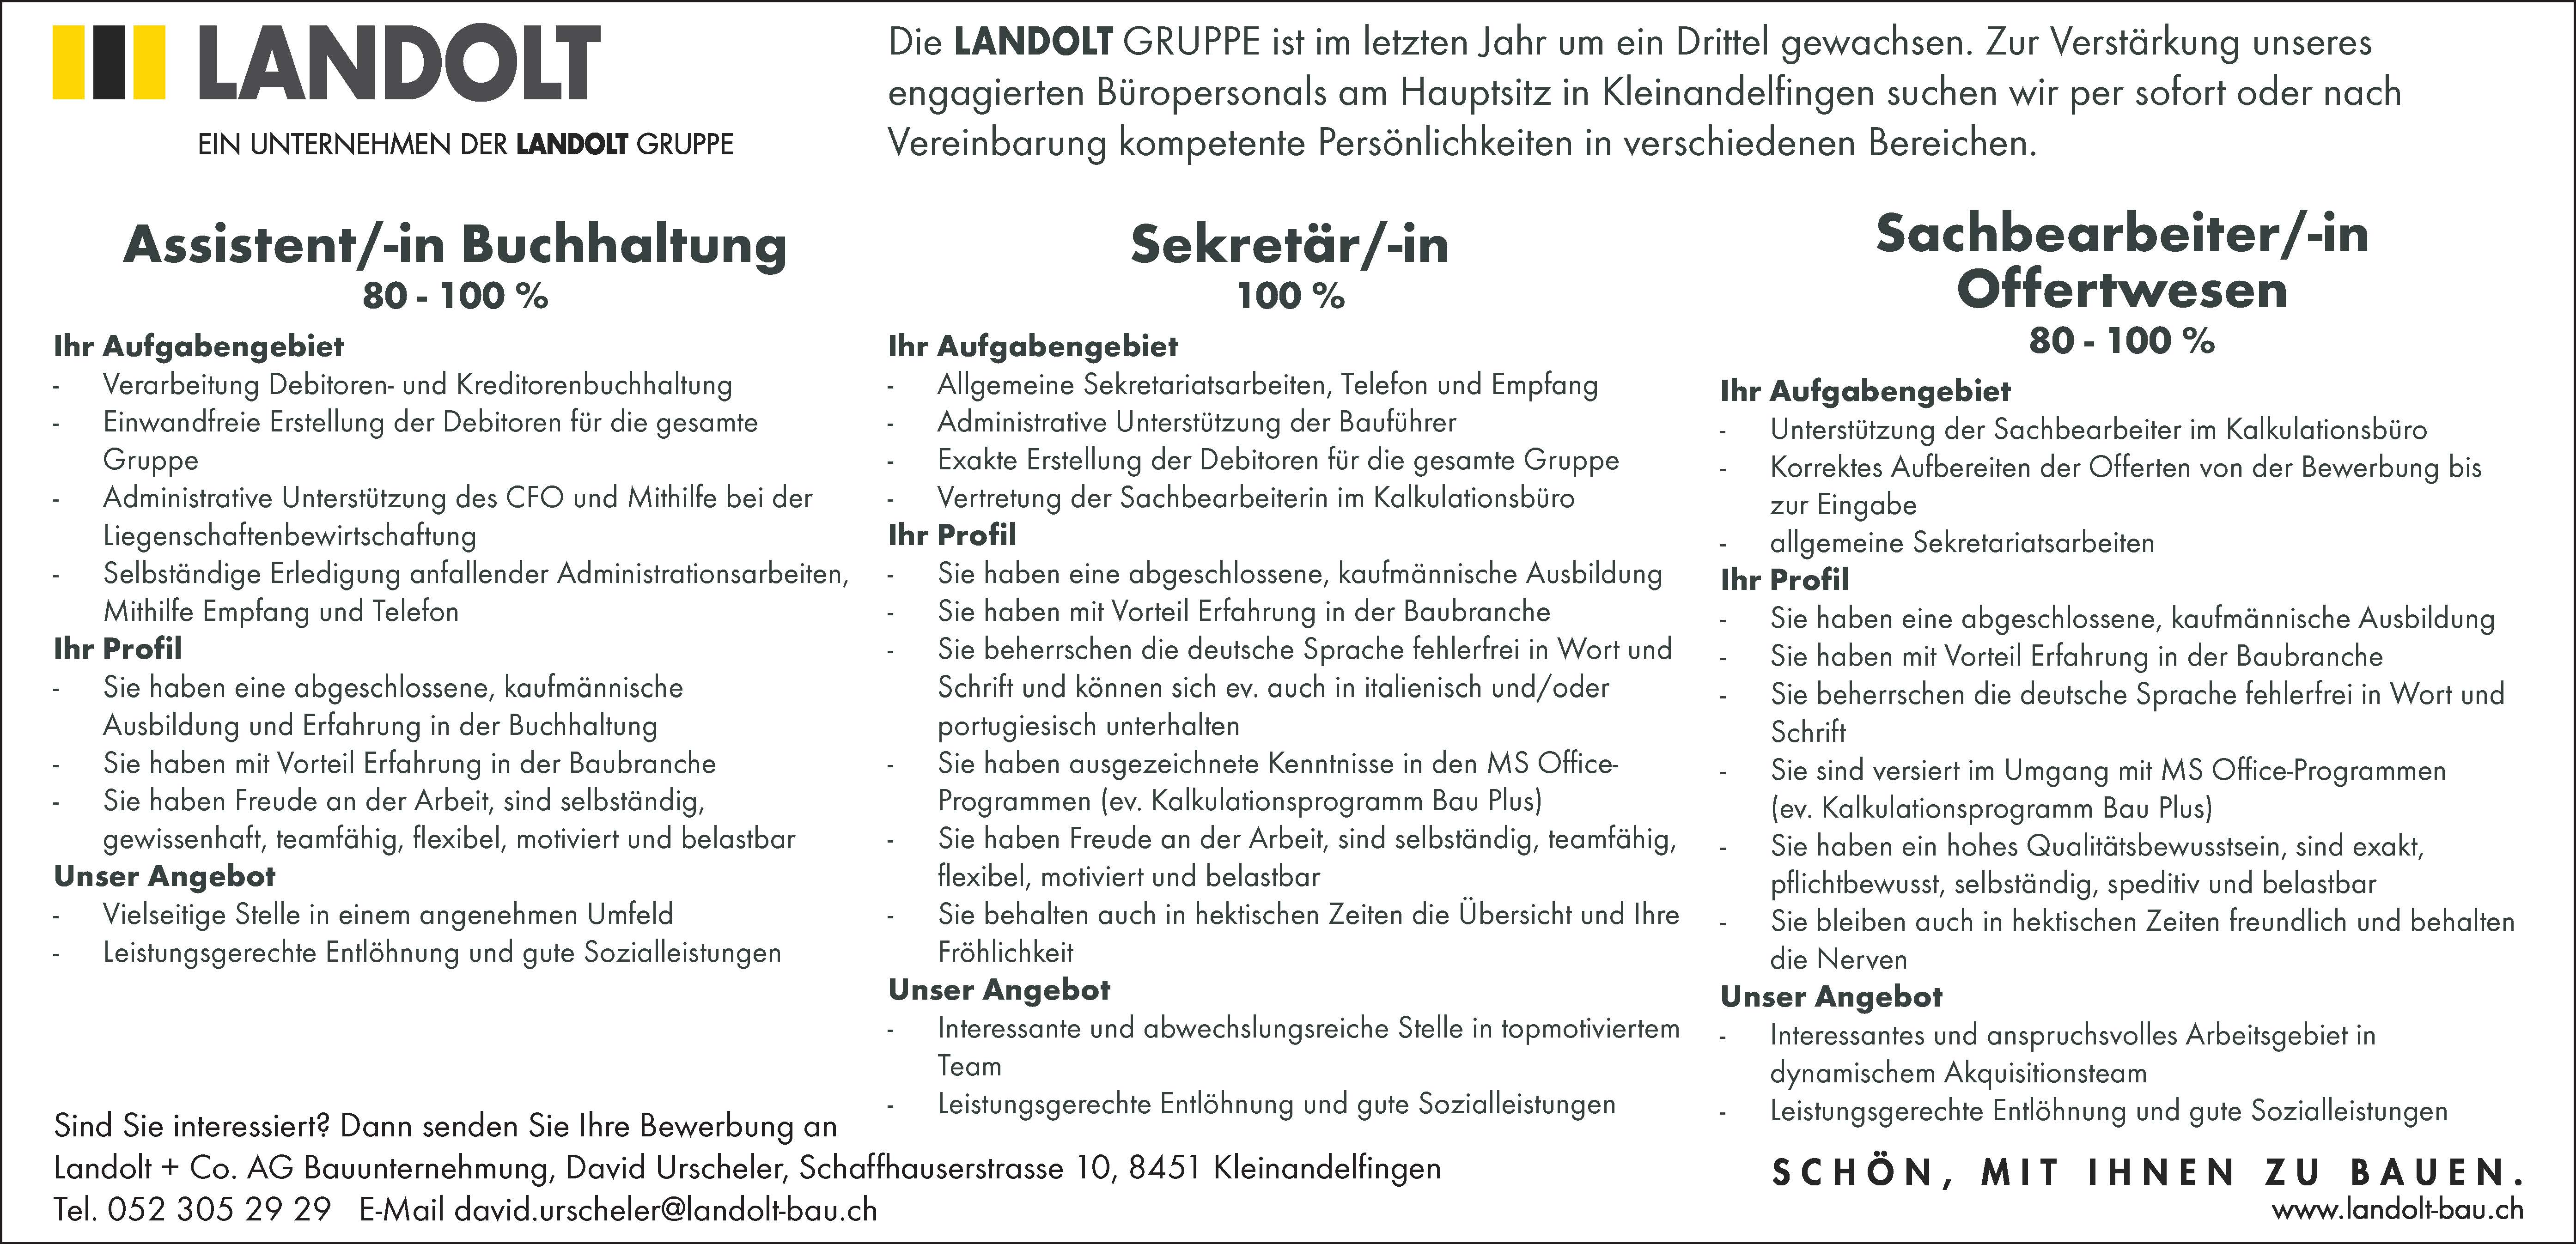 LANDOLT
EIN UNTERNEHMEN DER LANDOLT GRUPPE
Die LANDOLT GRUPPE ist im letzten Jahr um ein Drittel gewachsen. Zur Verstärkung unseres
engagierten Büropersonals am Hauptsitz in Kleinandelfingen suchen wir per sofort oder nach
Vereinbarung kompetente Persönlichkeiten in verschiedenen Bereichen.
Assistent/-in Buchhaltung
80 - 100 %
Ihr Aufgabengebiet
- Verarbeitung Debitoren- und Kreditorenbuchhaltung
- Einwandfreie Erstellung der Debitoren für die gesamte
Gruppe
- Administrative Unterstützung des CFO und Mithilfe bei der
Liegenschaftenbewirtschaftung
- Selbständige Erledigung anfallender Administrationsarbeiten,
Mithilfe Empfang und Telefon
Ihr Profil
- Sie haben eine abgeschlossene, kaufmännische
Ausbildung und Erfahrung in der Buchhaltung
- Sie haben mit Vorteil Erfahrung in der Baubranche
- Sie haben Freude an der Arbeit, sind selbständig,
gewissenhaft, teamfähig, flexibel, motiviert und belastbar
Unser Angebot
- Vielseitige Stelle in einem angenehmen Umfeld
- Leistungsgerechte Entlöhnung und gute Sozialleistungen
Sekretär/-in
100 %
Ihr Aufgabengebiet
- Allgemeine Sekretariatsarbeiten, Telefon und Empfang
- Administrative Unterstützung der Bauführer
- Exakte Erstellung der Debitoren für die gesamte Gruppe
- Vertretung der Sachbearbeiterin im Kalkulationsbüro
Ihr Profil
- Sie haben eine abgeschlossene, kaufmännische Ausbildung
- Sie haben mit Vorteil Erfahrung in der Baubranche
- Sie beherrschen die deutsche Sprache fehlerfrei in Wort und
Schrift und können sich ev. auch in italienisch und/oder
portugiesisch unterhalten
- Sie haben ausgezeichnete Kenntnisse in den MS Office-
Programmen (ev. Kalkulationsprogramm Bau Plus)
- Sie haben Freude an der Arbeit, sind selbständig, teamfähig,
flexibel, motiviert und belastbar
- Sie behalten auch in hektischen Zeiten die Übersicht und Ihre
Fröhlichkeit
Unser Angebot
- Interessante und abwechslungsreiche Stelle in topmotiviertem
Team
- Leistungsgerechte Entlöhnung und gute Sozialleistungen
Sachbearbeiter/-in
Offertwesen
80 - 100 %
Ihr Aufgabengebiet
- Unterstützung der Sachbearbeiter im Kalkulationsbüro
- Korrektes Aufbereiten der Offerten von der Bewerbung bis
zur Eingabe
- allgemeine Sekretariatsarbeiten
Ihr Profil
- Sie haben eine abgeschlossene, kaufmännische Ausbildung
- Sie haben mit Vorteil Erfahrung in der Baubranche
- Sie beherrschen die deutsche Sprache fehlerfrei in Wort und
Schrift
- Sie sind versiert im Umgang mit MS Office-Programmen
(ev. Kalkulationsprogramm Bau Plus)
- Sie haben ein hohes Qualitätsbewusstsein, sind exakt,
pflichtbewusst, selbständig, speditiv und belastbar
- Sie bleiben auch in hektischen Zeiten freundlich und behalten
die Nerven
Unser Angebot
- Interessantes und anspruchsvolles Arbeitsgebiet in
dynamischem Akquisitionsteam
- Leistungsgerechte Entlöhnung und gute Sozialleistungen
Sind Sie interessiert? Dann senden Sie Ihre Bewerbung an
Landolt + Co. AG Bauunternehmung, David Urscheler, Schaffhauserstrasse 10, 8451 Kleinandelfingen
Tel. 052 305 29 29 E-Mail david.urscheler@landolt-bau.ch
SCHÖN, MIT IHNEN ZU BAUEN.
www.landolt-bau.ch